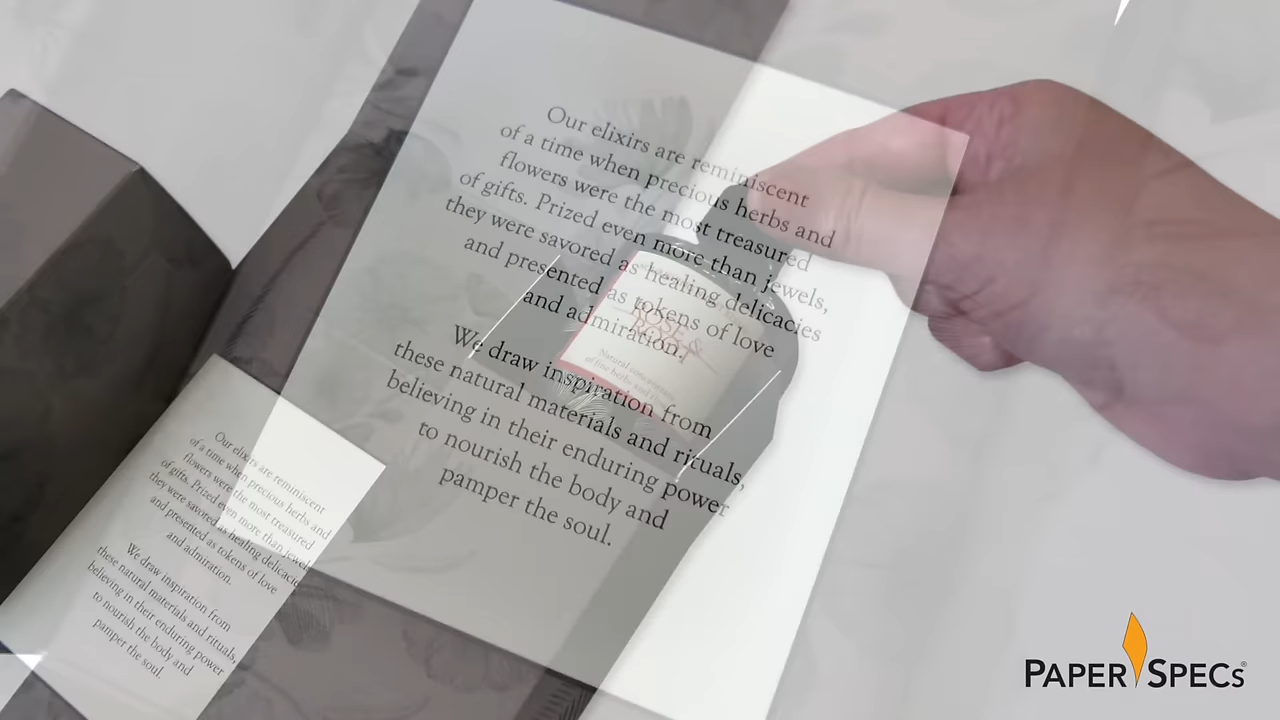 Our elixirs are reminiscent
of a time when precious herbs and
flowers were the most treasured
of gifts. Prized even more than jewels,
they were savored as healing delicacies
and presented as tokens of love
and admiration.
We draw inspiration from
these natural materials and rituals,
believing in their enduring power
to nourish the body and
pamper the soul.
ROSE &
Natural
of fine herbs and
Our elixirs are reminiscent
of a time when precious herbs and
flowers were the most treasured
of gifts. Prized even more than jewels
they were savored as healing delicacies
and presented as tokens of love
and admiration.
We draw inspiration from
these natural materials and rituals,
believing in their enduring power
to nourish the body and
pamper the soul.
PAPER SPECS®